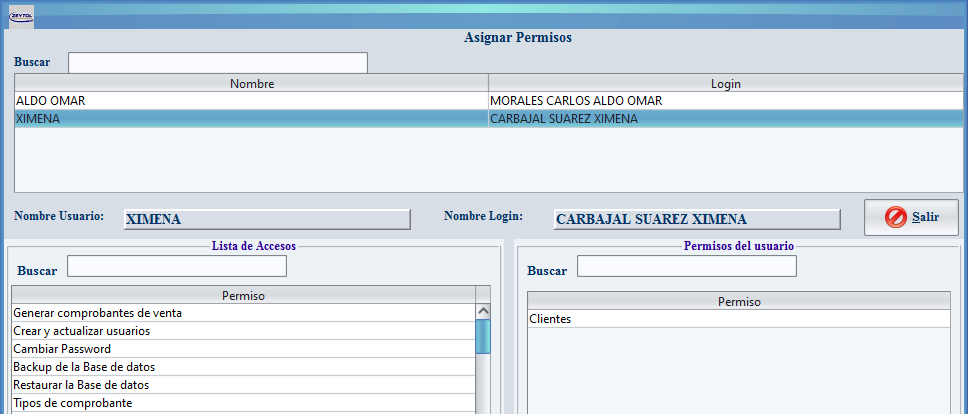 ZEYTOL
Asignar Permisos
Buscar
Nombre Login
ALDO OMAR MORALES CARLOS ALDO OMAR
XIMENA CARBAJAL SUAREZ XIMENA
Nombre Usuario: XIMENA Nombre Login: CARBAJAL SUAREZ XIMENA Salir
Lista de Accesos
Buscar
Permiso
Generar comprobantes de venta
Crear y actualizar usuarios
Cambiar Password
Backup de la Base de datos
Restaurar la Base de datos
Tipos de comprobante
Permisos del usuario
Buscar
Permiso
Clientes